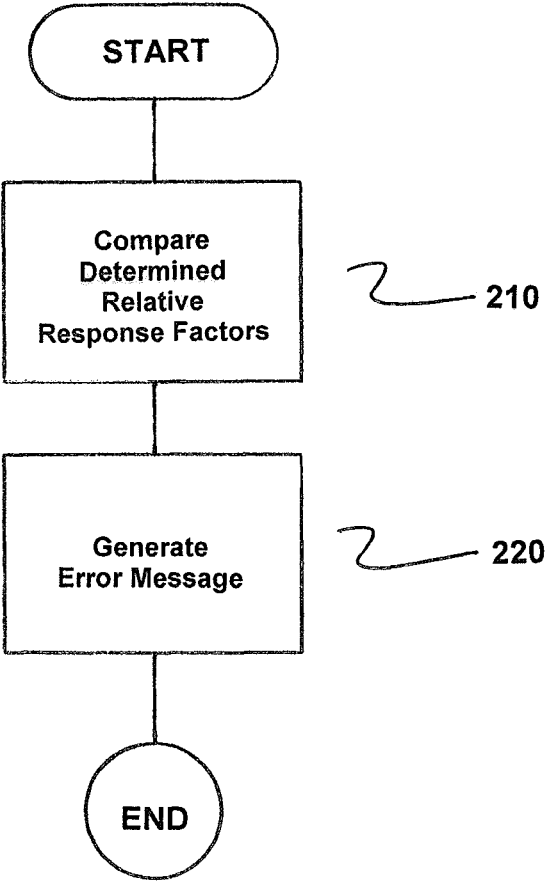 START
Compare
Determined
Relative
Response Factors
210
Generate
Error Message
220
END